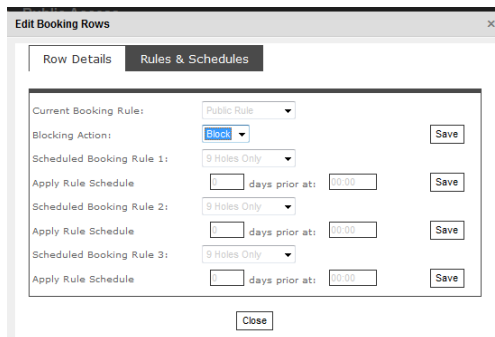 Public Access
Edit Booking Rows ×
Row Details Rules & Schedules
Current Booking Rule: Public Rule
Blocking Action: Block Save
Scheduled Booking Rule 1: 9 Holes Only
Apply Rule Schedule 0 days prior at: 00:00 Save
Scheduled Booking Rule 2: 9 Holes Only
Apply Rule Schedule 0 days prior at: 00:00 Save
Scheduled Booking Rule 3: 9 Holes Only
Apply Rule Schedule 0 days prior at: 00:00 Save
Close